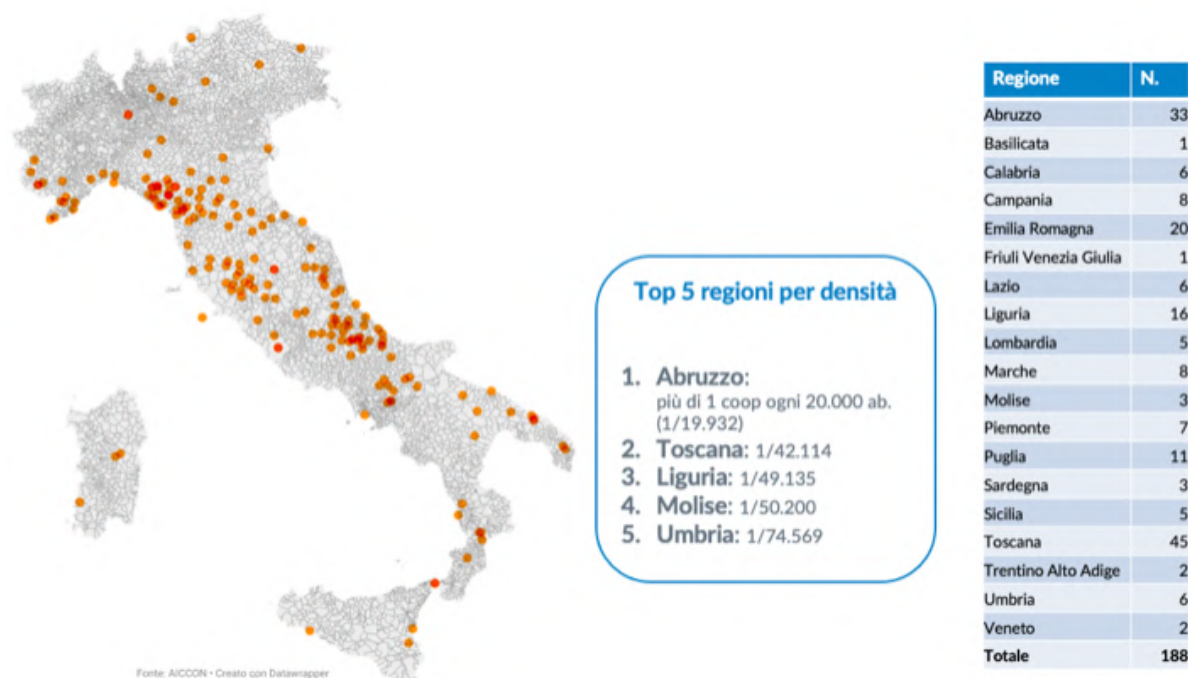 Top 5 regioni per densità
1. Abruzzo:
più di 1 coop ogni 20.000 ab.
(1/19.932)
2. Toscana: 1/42.114
3. Liguria: 1/49.135
4. Molise: 1/50.200
5. Umbria: 1/74.569
Regione N.
Abruzzo 33
Basilicata 1
Calabria 6
Campania 8
Emilia Romagna 20
Friuli Venezia Giulia 1
Lazio 6
Liguria 16
Lombardia 5
Marche 8
Molise 3
Piemonte 7
Puglia 11
Sardegna 3
Sicilia 5
Toscana 45
Trentino Alto Adige 2
Umbria 6
Veneto 2
Totale 188
Fonte: AICCON • Creato con Datawrapper